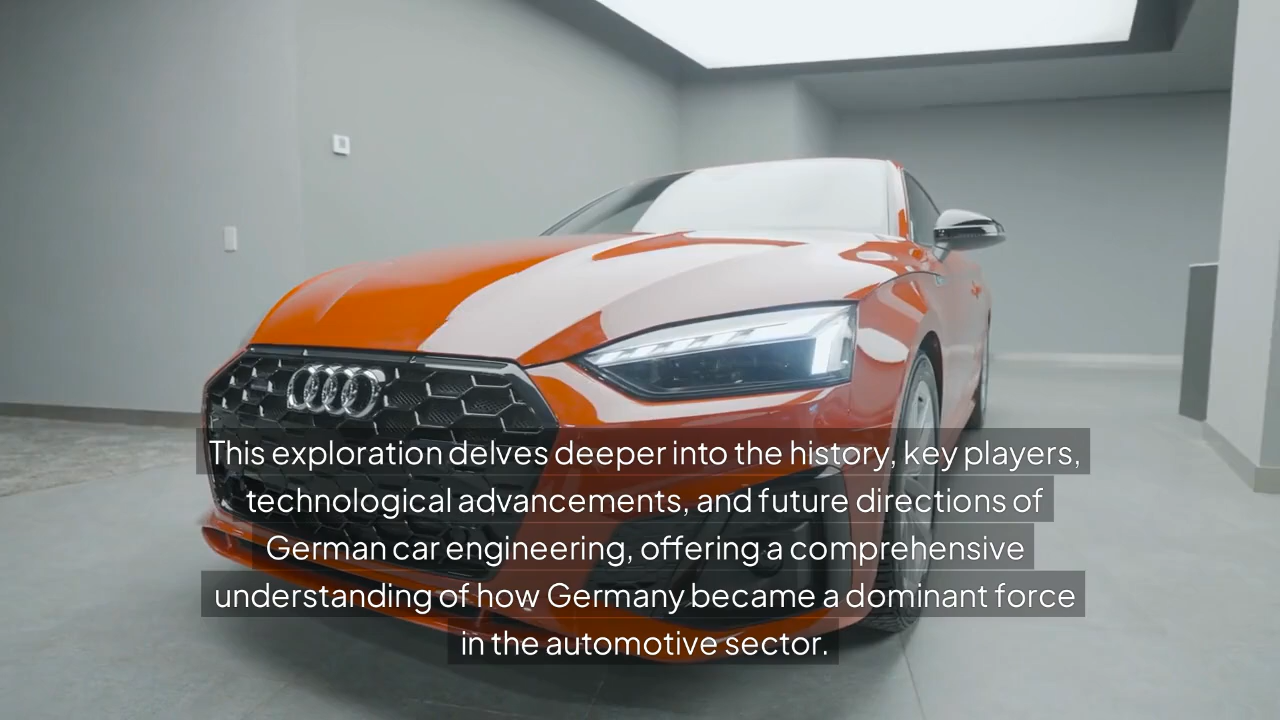 This exploration delves deeper into the history, key players,
technological advancements, and future directions of
German car engineering, offering a comprehensive
understanding of how Germany became a dominant force
in the automotive sector.